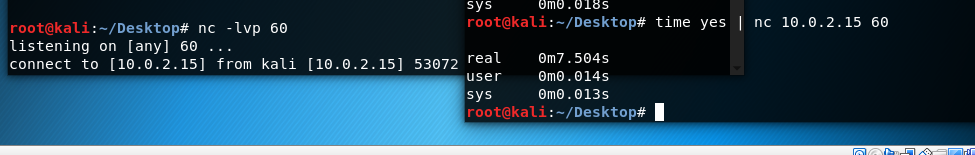 root@kali:~/Desktop# nc -lvp 60
listening on [any] 60 ...
connect to [10.0.2.15] from kali [10.0.2.15] 53072
sys     0m0.018s
root@kali:~/Desktop# time yes | nc 10.0.2.15 60
real    0m7.504s
user    0m0.014s
sys     0m0.013s
root@kali:~/Desktop#